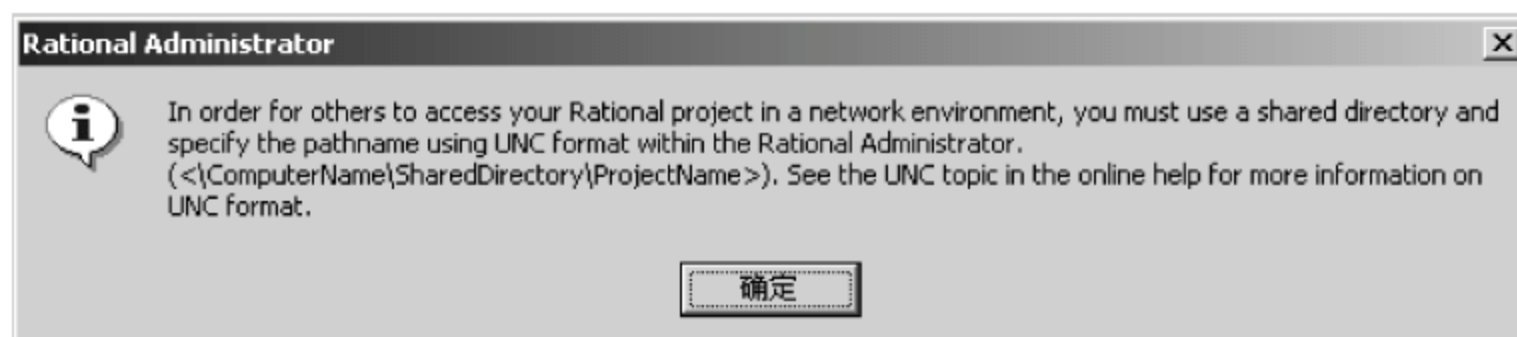 Rational Administrator
In order for others to access your Rational project in a network environment, you must use a shared directory and
specify the pathname using UNC format within the Rational Administrator.
(<\ComputerName\SharedDirectory\ProjectName>). See the UNC topic in the online help for more information on
UNC format.
确定